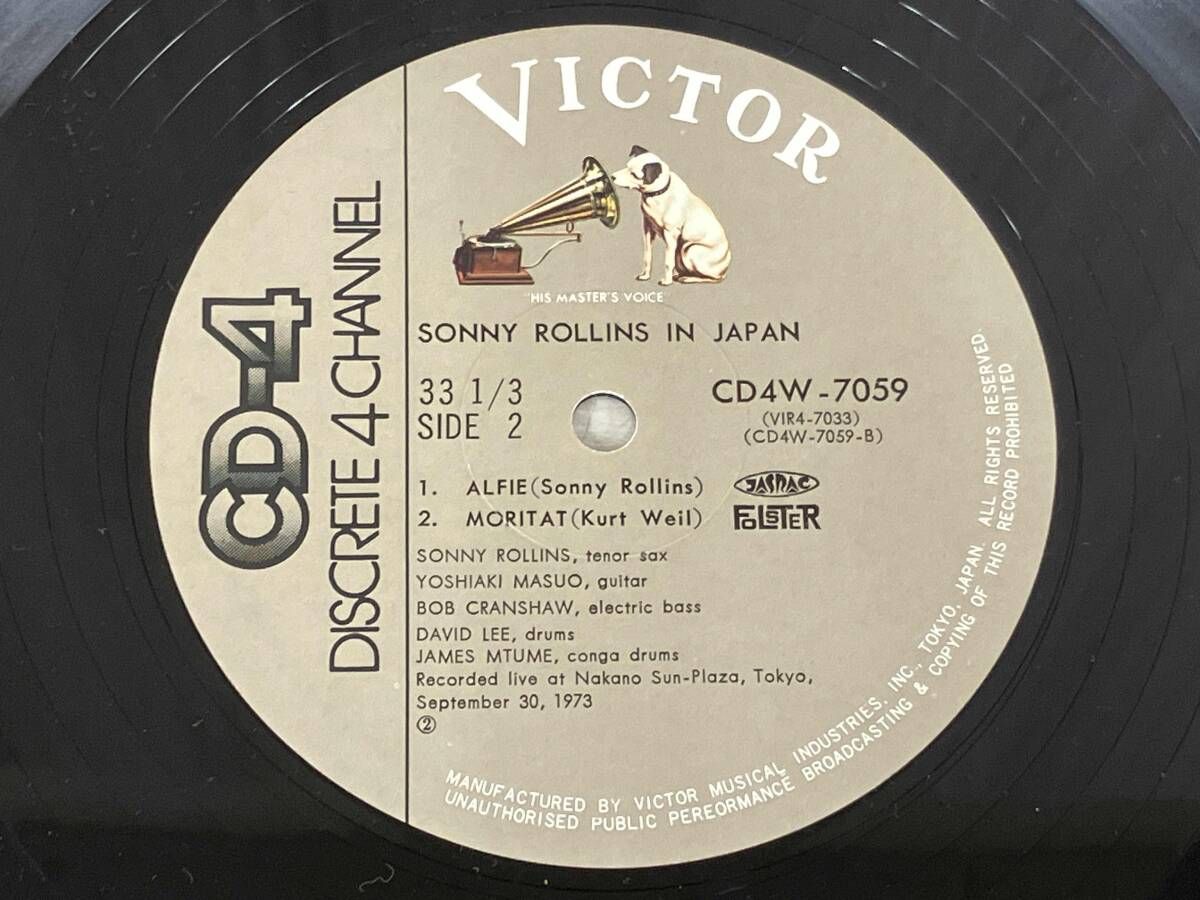 VICTOR
"HIS MASTER'S VOICE"
CD-4
DISCRETE 4 CHANNEL
SONNY ROLLINS IN JAPAN
33 1/3
SIDE 2
CD4W-7059
(VIR4-7033)
(CD4W-7059-B)
1. ALFIE (Sonny Rollins)
2. MORITAT (Kurt Weil)
JASRAC
FOLSTER
SONNY ROLLINS, tenor sax
YOSHIAKI MASUO, guitar
BOB CRANSHAW, electric bass
DAVID LEE, drums
JAMES MTUME, conga drums
Recorded live at Nakano Sun-Plaza, Tokyo,
September 30, 1973
②
MANUFACTURED BY VICTOR MUSICAL INDUSTRIES, INC., TOKYO, JAPAN. ALL RIGHTS RESERVED.
UNAUTHORISED PUBLIC PEREORMANCE BROADCASTING & COPYING OF THIS RECORD PROHIBITED